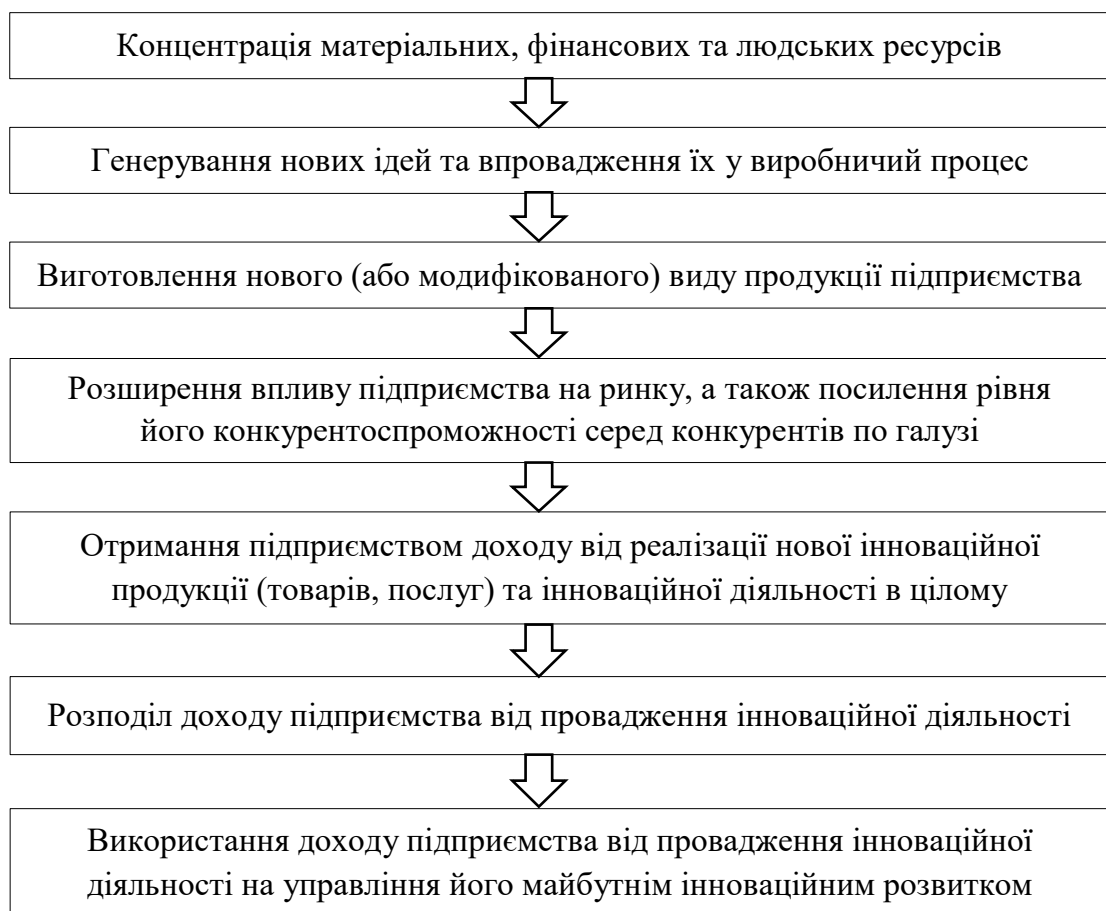 Концентрація матеріальних, фінансових та людських ресурсів
Генерування нових ідей та впровадження їх у виробничий процес
Виготовлення нового (або модифікованого) виду продукції підприємства
Розширення впливу підприємства на ринку, а також посилення рівня
його конкурентоспроможності серед конкурентів по галузі
Отримання підприємством доходу від реалізації нової інноваційної
продукції (товарів, послуг) та інноваційної діяльності в цілому
Розподіл доходу підприємства від провадження інноваційної діяльності
Використання доходу підприємства від провадження інноваційної
діяльності на управління його майбутнім інноваційним розвитком